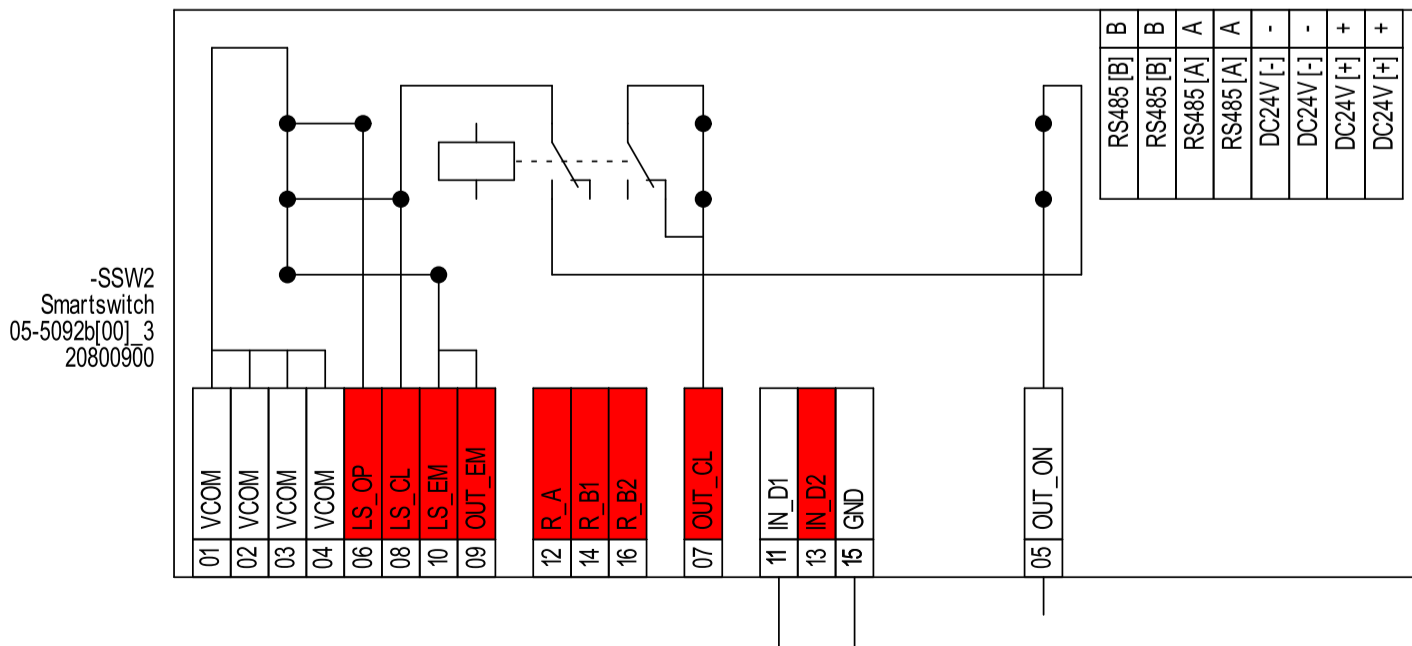 B
B
A
A
-
-
+
+
RS485 [B]
RS485 [B]
RS485 [A]
RS485 [A]
DC24V [-]
DC24V [-]
DC24V [+]
DC24V [+]
-SSW2
Smartswitch
05-5092b[00]_3
20800900
VCOM
VCOM
VCOM
VCOM
LS_OP
LS_CL
LS_EM
OUT_EM
R_A
R_B1
R_B2
OUT_CL
IN_D1
IN_D2
GND
OUT_ON
01
02
03
04
06
08
10
09
12
14
16
07
11
13
15
05